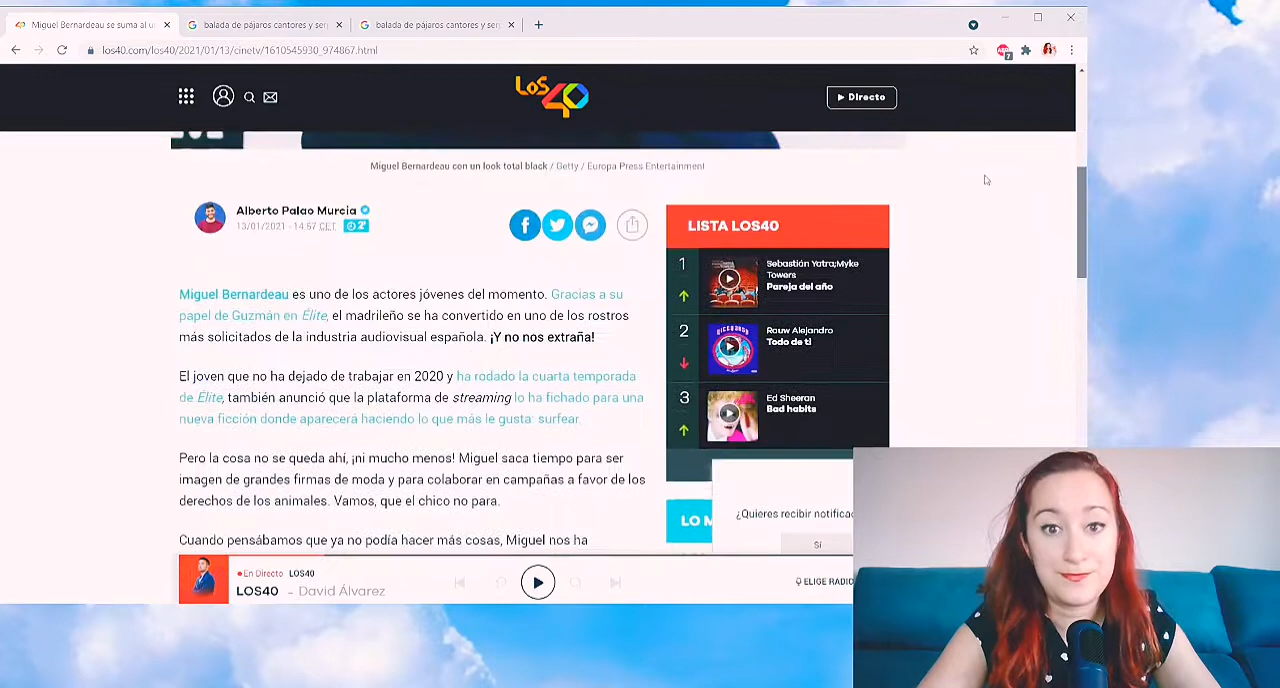 Miguel Bernardeau se suma al u
balada de pájaros cantores y ser
balada de pájaros cantores y ser
los40.com/los40/2021/01/13/cinetv/1610545930_974867.html
ABP
7
LOS 40
Directo
Miguel Bernardeau con un look total black / Getty / Europa Press Entertainment
Alberto Palao Murcia
13/01/2021 - 14:57 CET
2'
Miguel Bernardeau es uno de los actores jóvenes del momento. Gracias a su
papel de Guzmán en Élite, el madrileño se ha convertido en uno de los rostros
más solicitados de la industria audiovisual española. ¡Y no nos extraña!
El joven que no ha dejado de trabajar en 2020 y ha rodado la cuarta temporada
de Élite, también anunció que la plataforma de streaming lo ha fichado para una
nueva ficción donde aparecerá haciendo lo que más le gusta: surfear.
Pero la cosa no se queda ahí, ¡ni mucho menos! Miguel saca tiempo para ser
imagen de grandes firmas de moda y para colaborar en campañas a favor de los
derechos de los animales. Vamos, que el chico no para.
Cuando pensábamos que ya no podía hacer más cosas, Miguel nos ha
LISTA LOS40
1
Sebastián Yatra;Myke
Towers
Pareja del año
2
Rauw Alejandro
Todo de ti
3
Ed Sheeran
Bad habits
LO M
¿Quieres recibir notificac
Sí
En Directo LOS40
LOS40 – David Álvarez
ELIGE RADIO